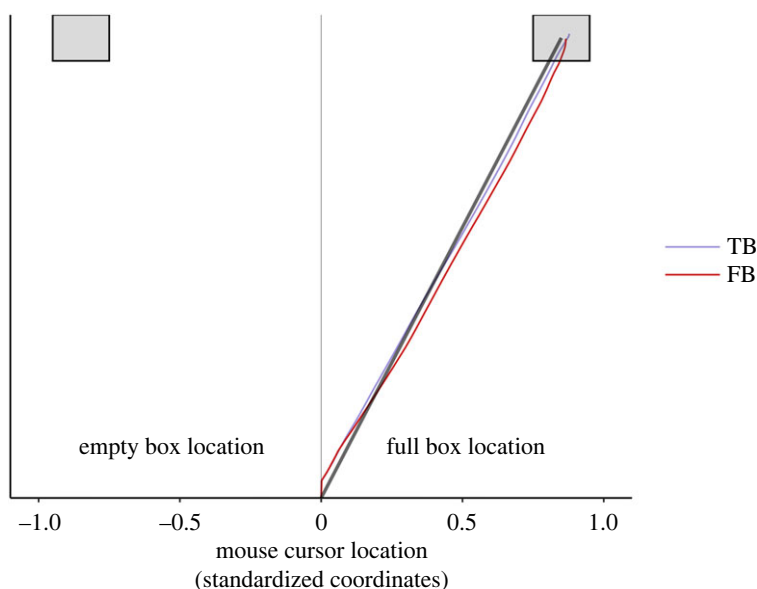 TB
FB
empty box location
full box location
–1.0
–0.5
0
0.5
1.0
mouse cursor location
(standardized coordinates)